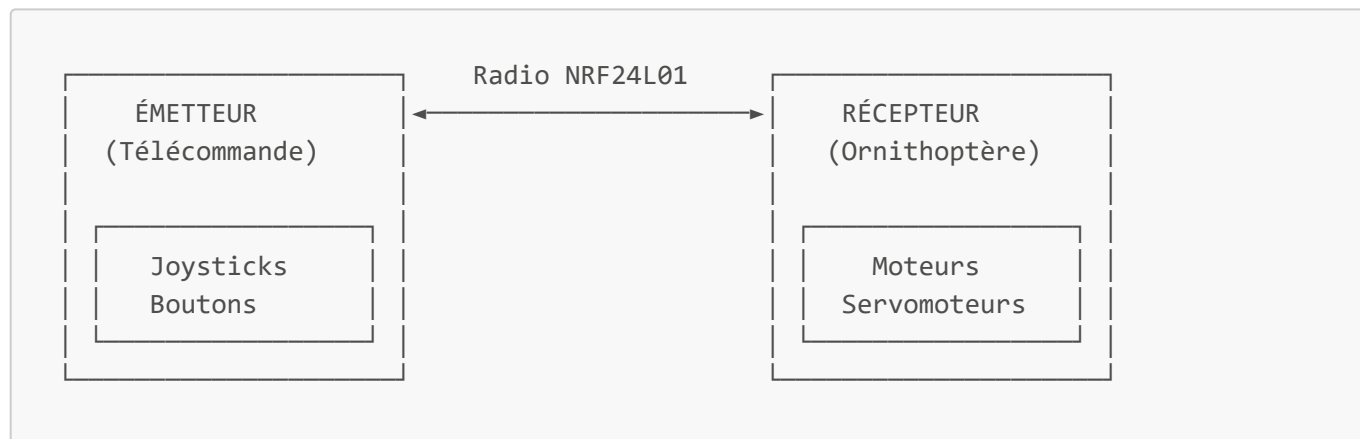 Radio NRF24L01
ÉMETTEUR
(Télécommande)
RÉCEPTEUR
(Ornithoptère)
Joysticks
Boutons
Moteurs
Servomoteurs